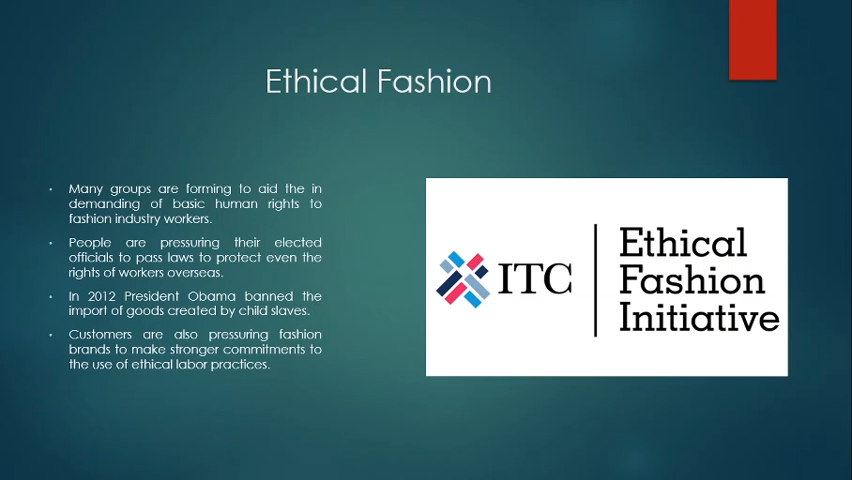 Ethical Fashion
Many groups are forming to aid the in
demanding of basic human rights to
fashion industry workers.
People are pressuring their elected
officials to pass laws to protect even the
rights of workers overseas.
In 2012 President Obama banned the
import of goods created by child slaves.
Customers are also pressuring fashion
brands to make stronger commitments to
the use of ethical labor practices.
ITC
Ethical
Fashion
Initiative